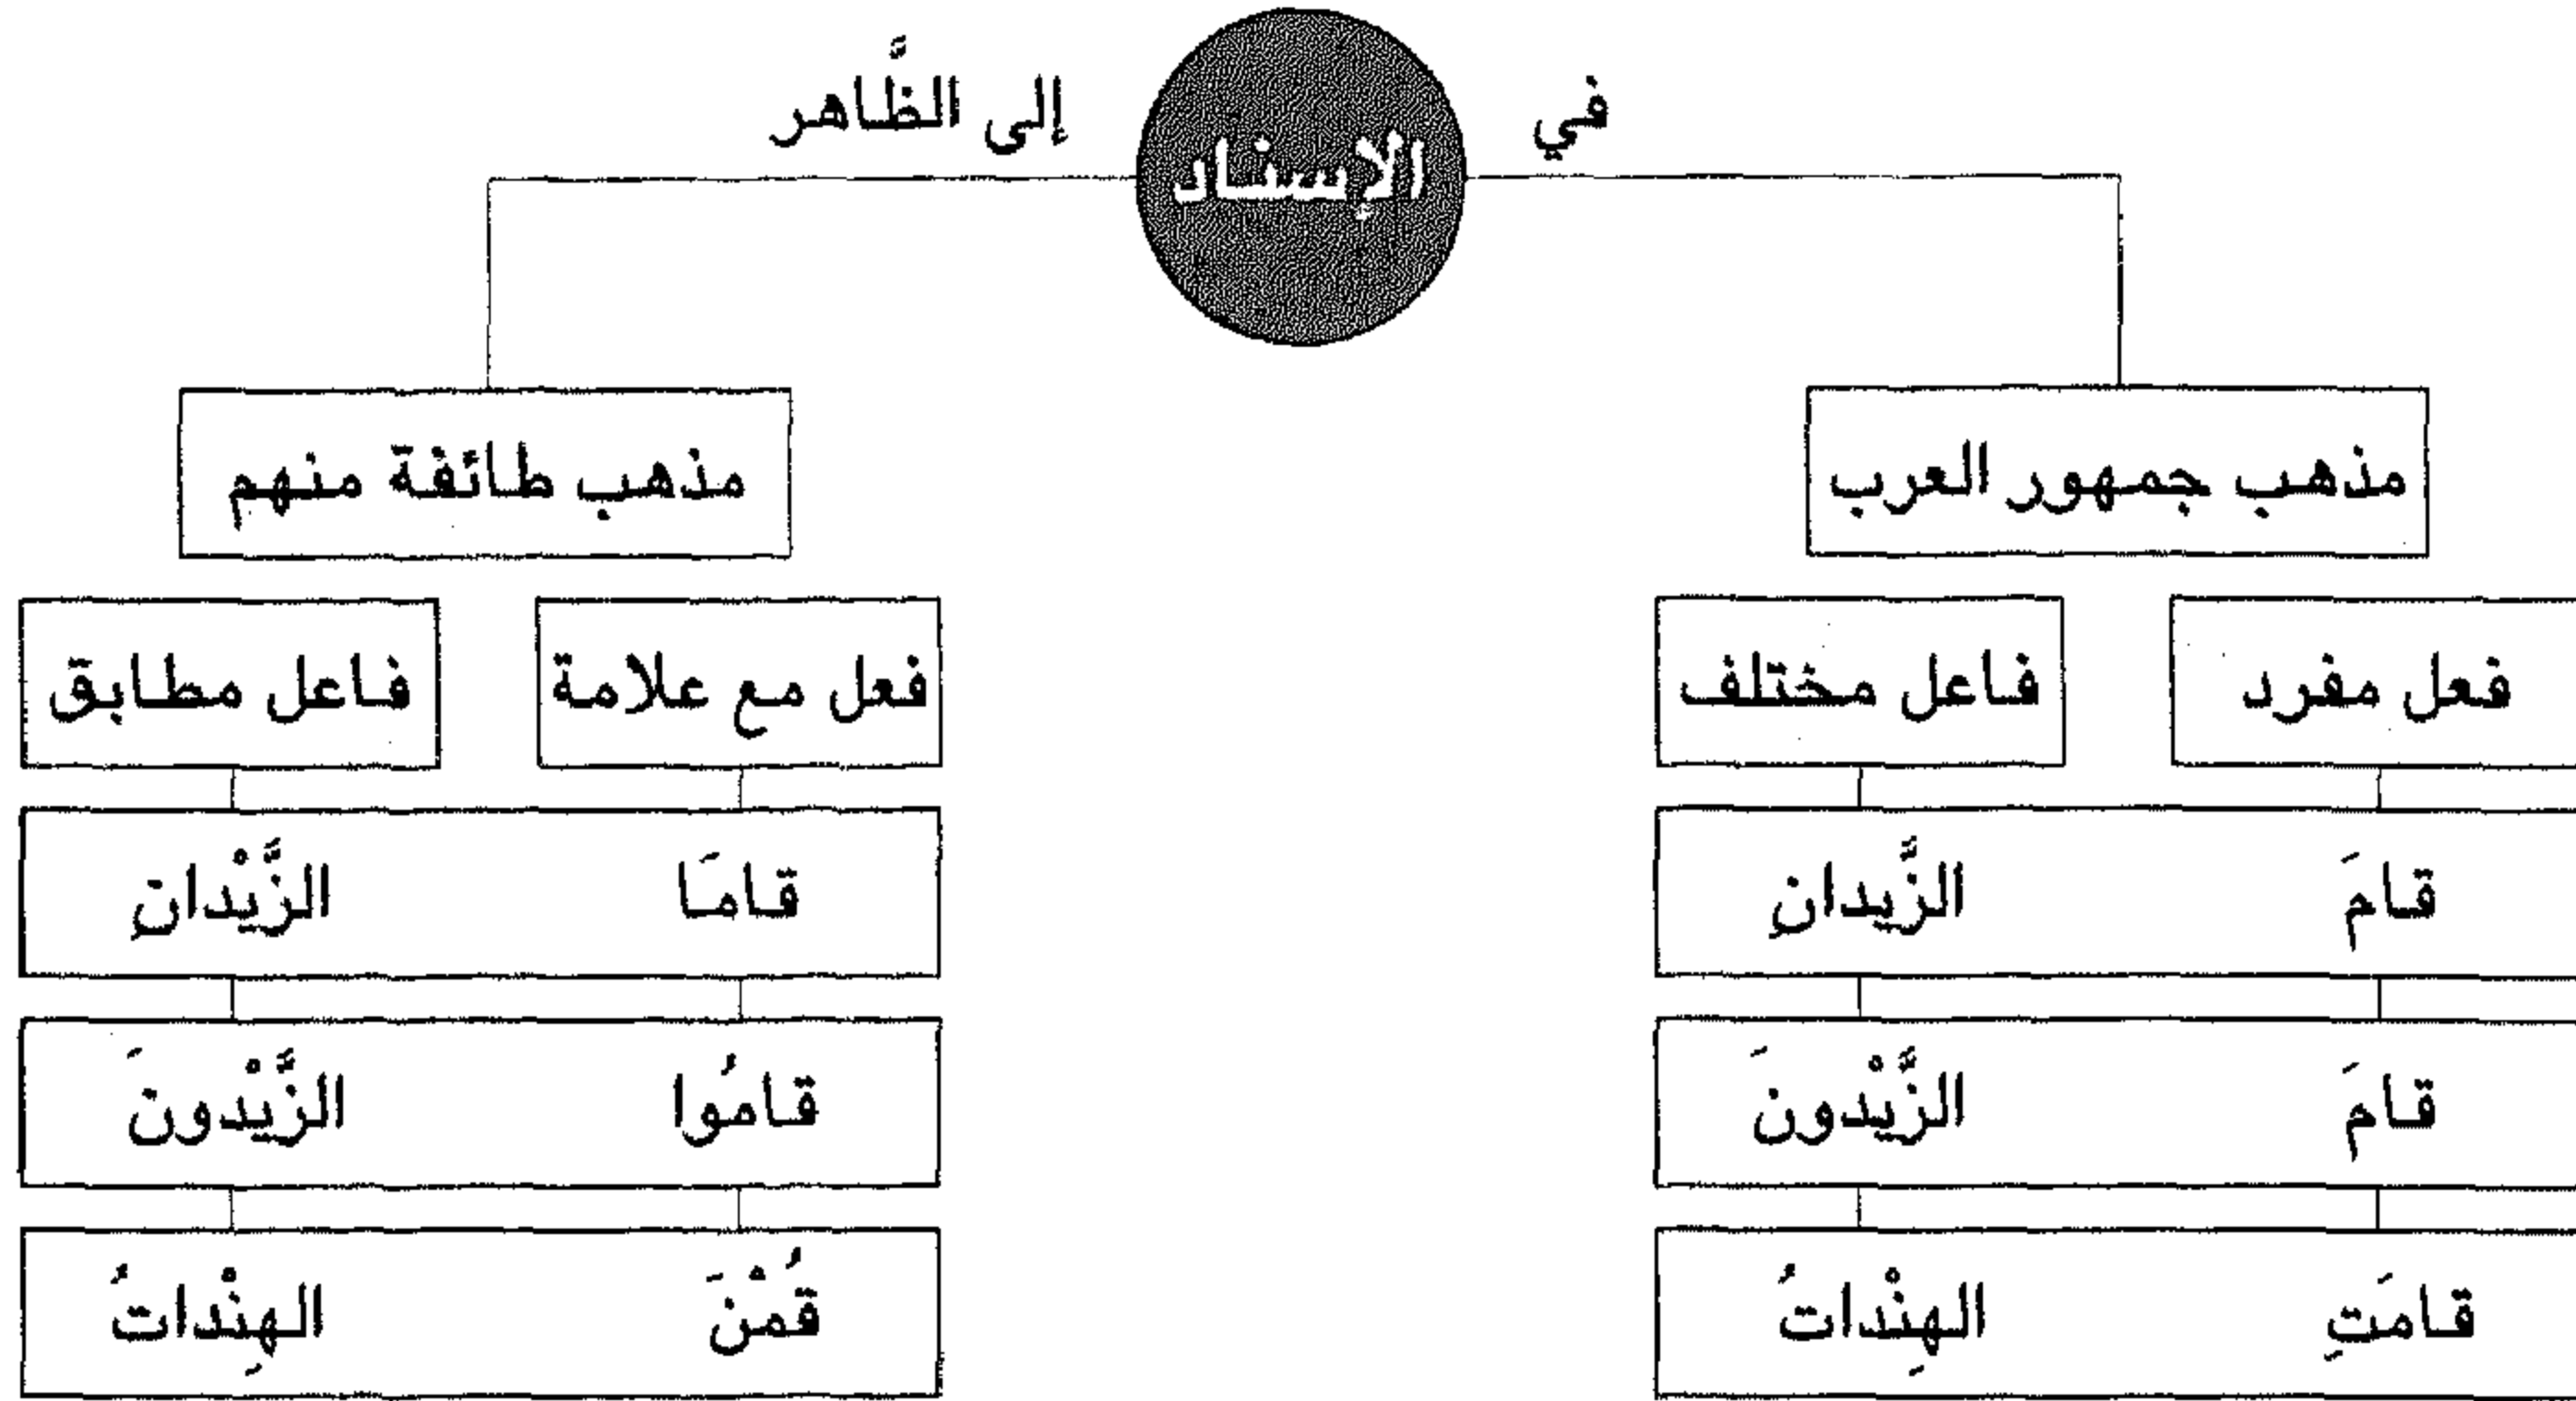 في الإسناد إلى الظَّاهر
مذهب جمهور العرب
مذهب طائفة منهم
فعل مفرد
فاعل مختلف
فعل مع علامة
فاعل مطابق
قامَ الزَّيدانِ
قامَا الزَّيْدانِ
قامَ الزَّيْدونَ
قامُوا الزَّيْدونَ
قامَتِ الهِنْداتُ
قُمْنَ الهِنْداتُ